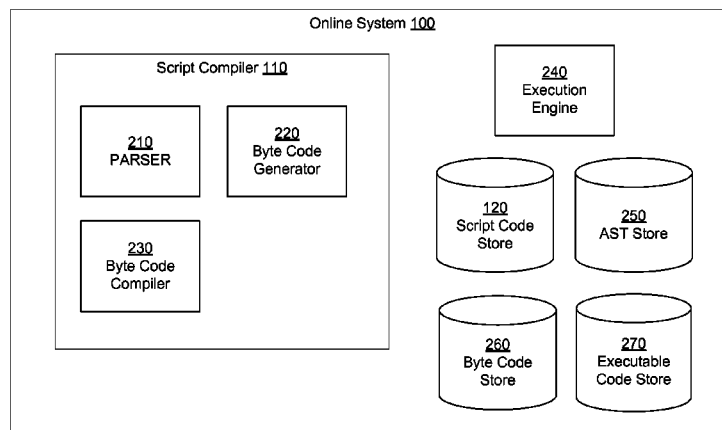 Online System 100
Script Compiler 110
210
PARSER
220
Byte Code
Generator
230
Byte Code
Compiler
240
Execution
Engine
120
Script Code
Store
250
AST Store
260
Byte Code
Store
270
Executable
Code Store